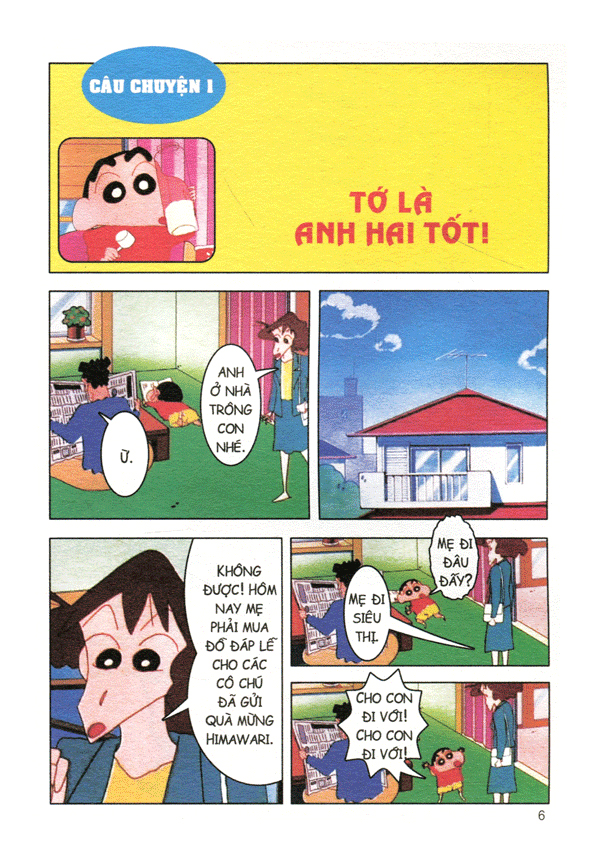 CÂU CHUYỆN 1
TỚ LÀ
ANH HAI TỐT!
ANH
Ở NHÀ
TRÔNG
CON
NHÉ.
Ừ.
MẸ ĐI
ĐÂU
ĐẤY?
MẸ ĐI
SIÊU
THỊ.
CHO CON
ĐI VỚI!
CHO CON
ĐI VỚI!
KHÔNG
ĐƯỢC! HÔM
NAY MẸ
PHẢI MUA
ĐỒ ĐÁP LỄ
CHO CÁC
CÔ CHÚ
ĐÃ GỬI
QUÀ MỪNG
HIMAWARI.
6